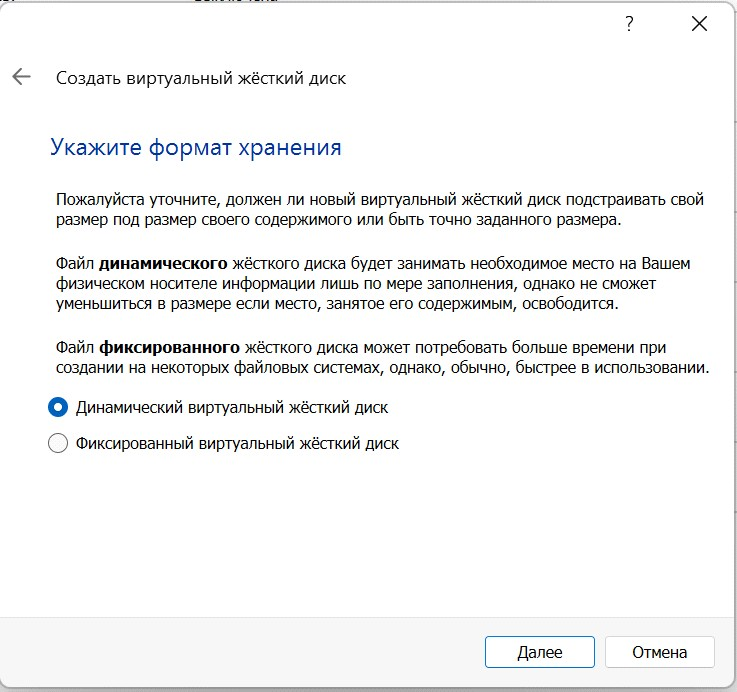 ?
Создать виртуальный жёсткий диск
Укажите формат хранения
Пожалуйста уточните, должен ли новый виртуальный жёсткий диск подстраивать свой
размер под размер своего содержимого или быть точно заданного размера.
Файл динамического жёсткого диска будет занимать необходимое место на Вашем
физическом носителе информации лишь по мере заполнения, однако не сможет
уменьшиться в размере если место, занятое его содержимым, освободится.
Файл фиксированного жёсткого диска может потребовать больше времени при
создании на некоторых файловых системах, однако, обычно, быстрее в использовании.
Динамический виртуальный жёсткий диск
Фиксированный виртуальный жёсткий диск
Далее
Отмена